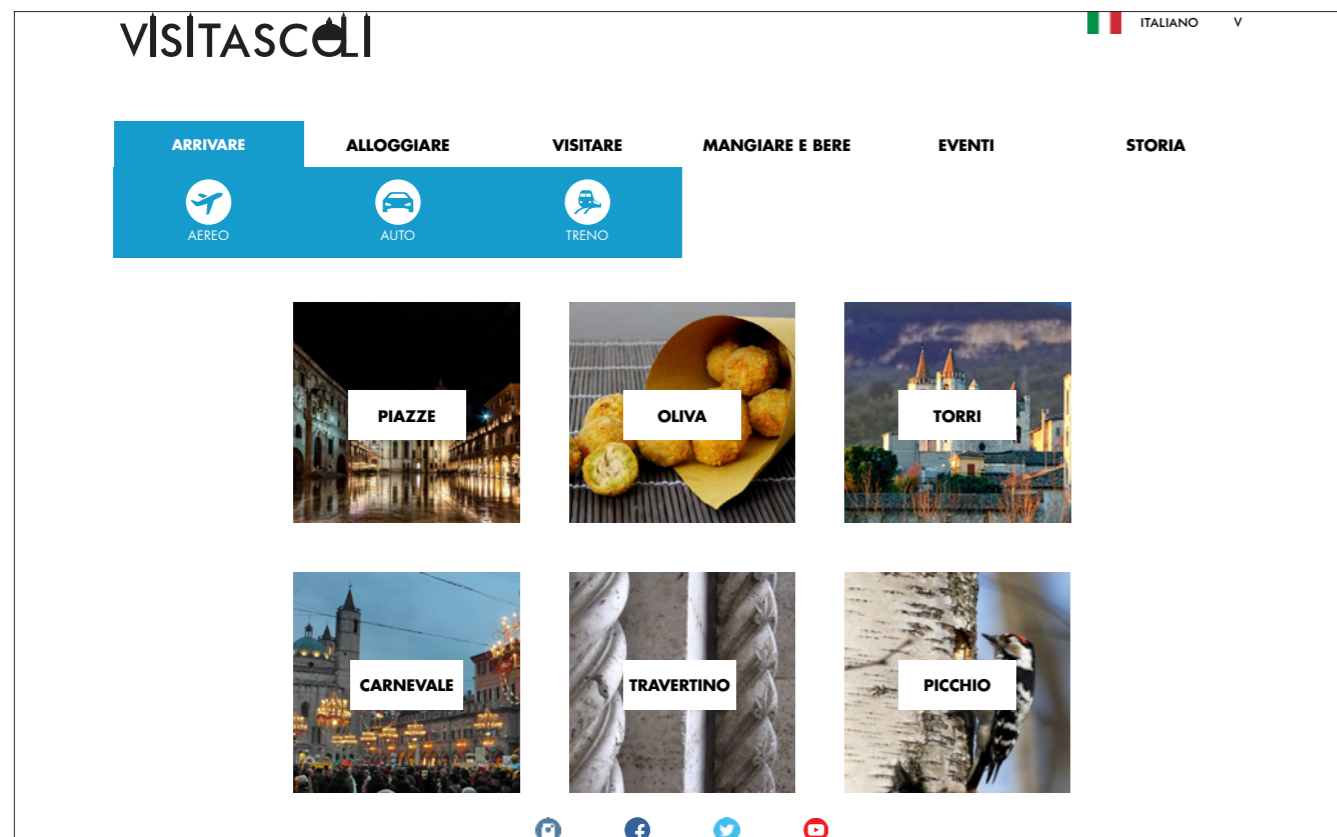 VISITASCOLI
ITALIANO V
ARRIVARE ALLOGGIARE VISITARE MANGIARE E BERE EVENTI STORIA
AEREO AUTO TRENO
PIAZZE OLIVA TORRI
CARNEVALE TRAVERTINO PICCHIO